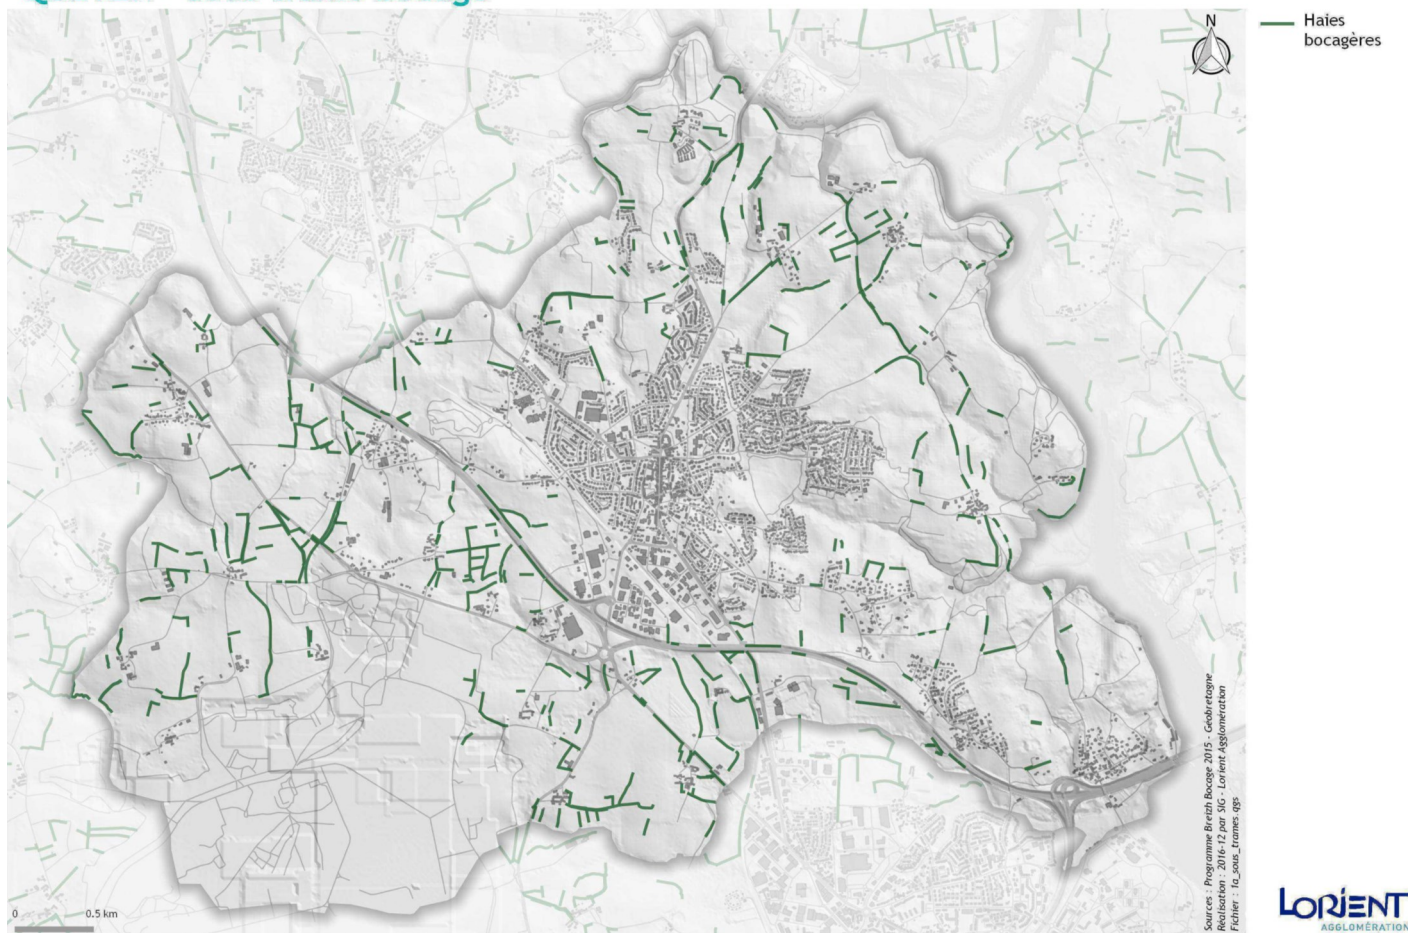 N
Haies
bocagères
0
0.5 km
Sources : Programme Breizh Bocage 2015 - Géobretagne
Réalisation : 2016-12 par SIG - Lorient Agglomération
Fichier : 1a_sous_trames.qgs
LORIENT
AGGLOMÉRATION